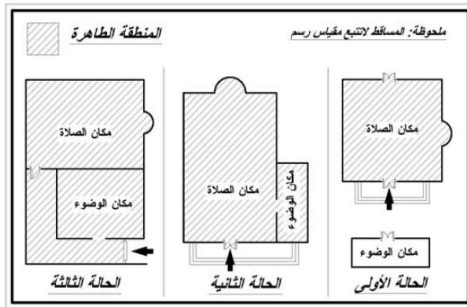 ملحوظة: المساقط لاتتبع مقياس رسم
المنطقة الطاهرة
مكان الصلاة
مكان الوضوء
الحالة الأولى
مكان الصلاة
مكان الوضوء
الحالة الثانية
مكان الصلاة
مكان الوضوء
الحالة الثالثة